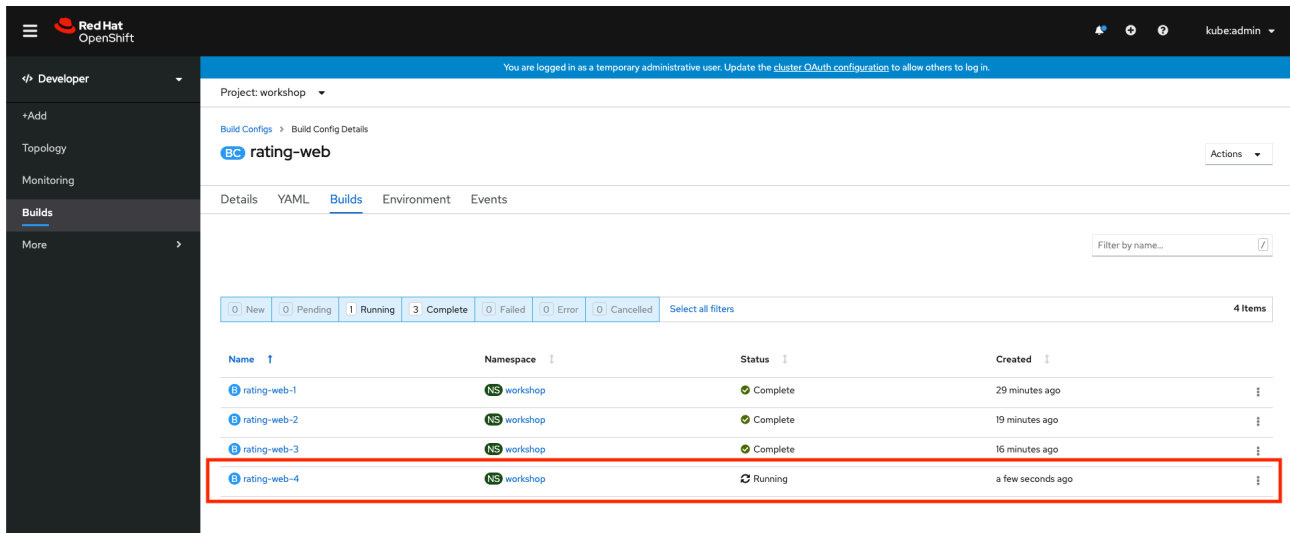 Red Hat
OpenShift
kube:admin
Developer
You are logged in as a temporary administrative user. Update the cluster OAuth configuration to allow others to log in.
Project: workshop
+Add
Topology
Monitoring
Builds
More
Build Configs > Build Config Details
BC rating-web
Actions
Details YAML Builds Environment Events
Filter by name... /
0 New 0 Pending 1 Running 3 Complete 0 Failed 0 Error 0 Cancelled Select all filters 4 Items
Name Namespace Status Created
B rating-web-1 NS workshop Complete 29 minutes ago
B rating-web-2 NS workshop Complete 19 minutes ago
B rating-web-3 NS workshop Complete 16 minutes ago
B rating-web-4 NS workshop Running a few seconds ago